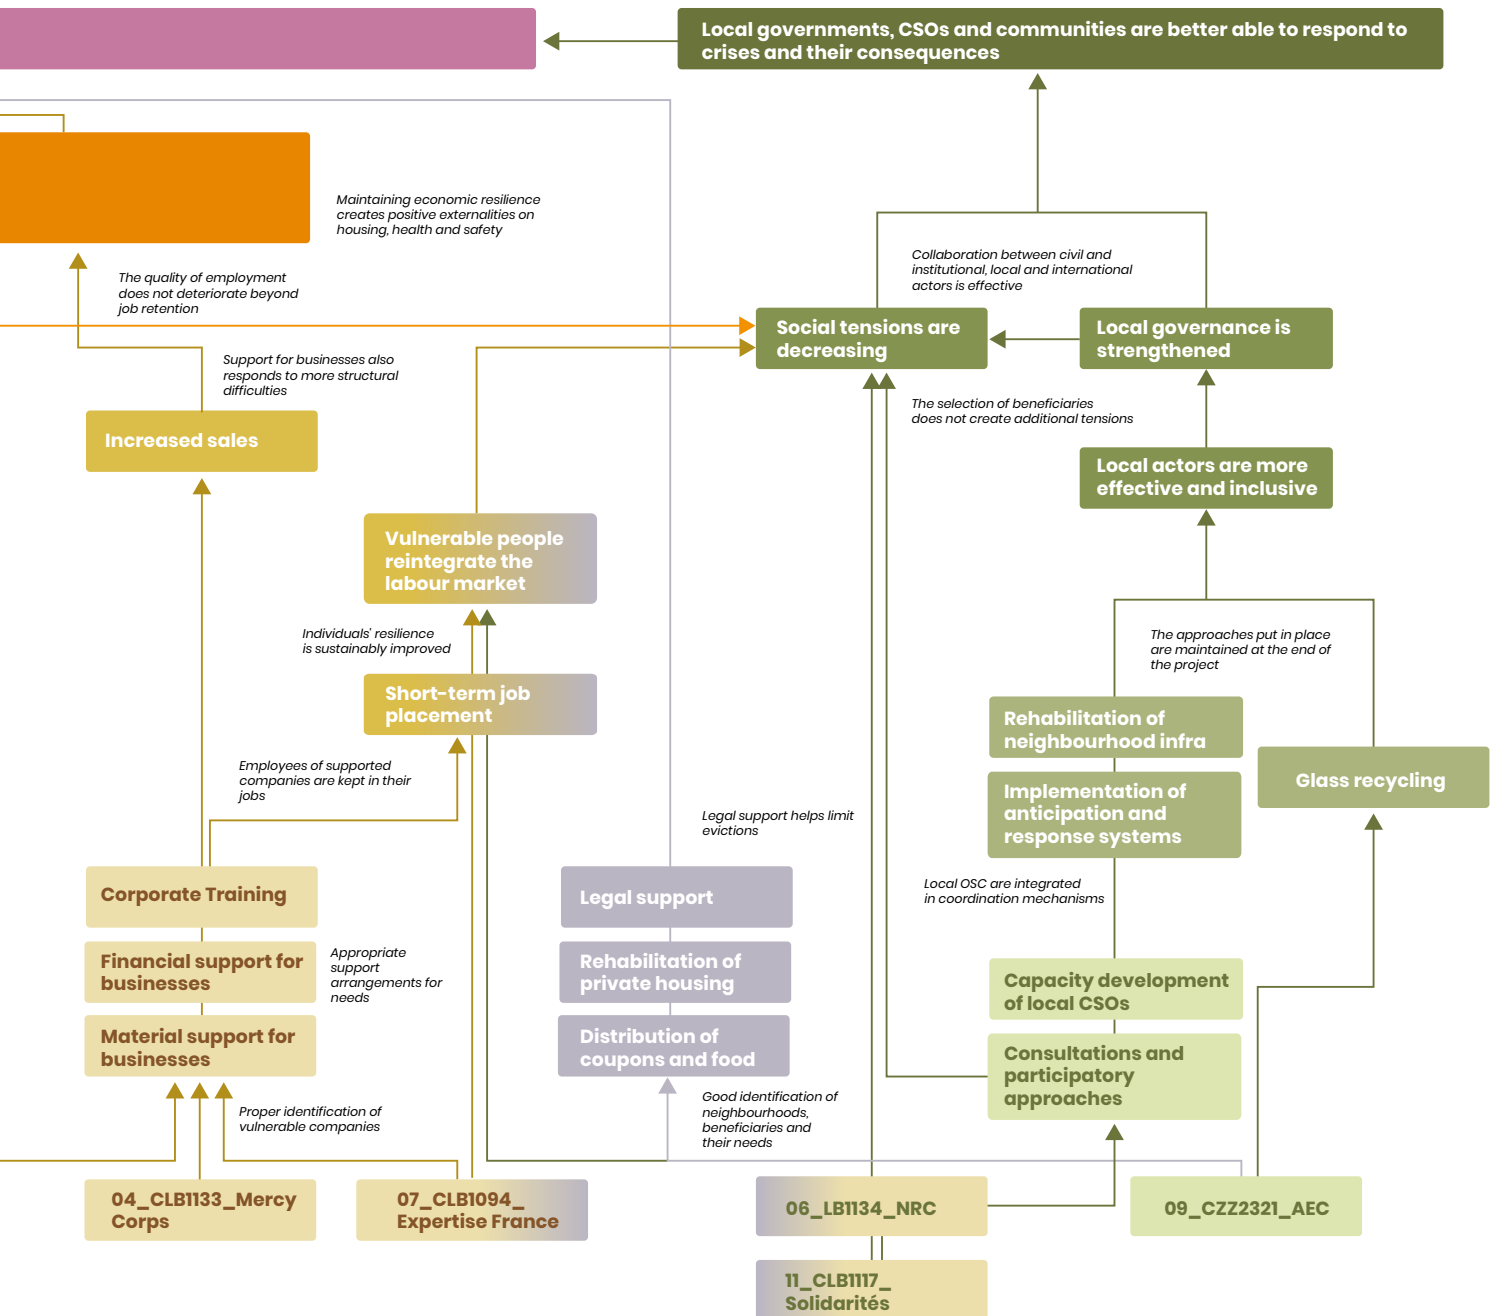 Local governments, CSOs and communities are better able to respond to
crises and their consequences
Maintaining economic resilience
creates positive externalities on
housing, health and safety
Collaboration between civil and
institutional, local and international
actors is effective
The quality of employment
does not deteriorate beyond
job retention
Social tensions are
decreasing
Local governance is
strengthened
Support for businesses also
responds to more structural
difficulties
The selection of beneficiaries
does not create additional tensions
Increased sales
Local actors are more
effective and inclusive
Vulnerable people
reintegrate the
labour market
Individuals' resilience
is sustainably improved
The approaches put in place
are maintained at the end of
the project
Short-term job
placement
Rehabilitation of
neighbourhood infra
Glass recycling
Employees of supported
companies are kept in their
jobs
Implementation of
anticipation and
response systems
Legal support helps limit
evictions
Corporate Training
Legal support
Local OSC are integrated
in coordination mechanisms
Financial support for
businesses
Appropriate
support
arrangements for
needs
Rehabilitation of
private housing
Capacity development
of local CSOs
Material support for
businesses
Distribution of
coupons and food
Consultations and
participatory
approaches
Proper identification of
vulnerable companies
Good identification of
neighbourhoods,
beneficiaries and
their needs
04_CLB1133_Mercy
Corps
07_CLB1094_
Expertise France
06_LB1134_NRC
09_CZZ2321_AEC
11_CLB1117_
Solidarités